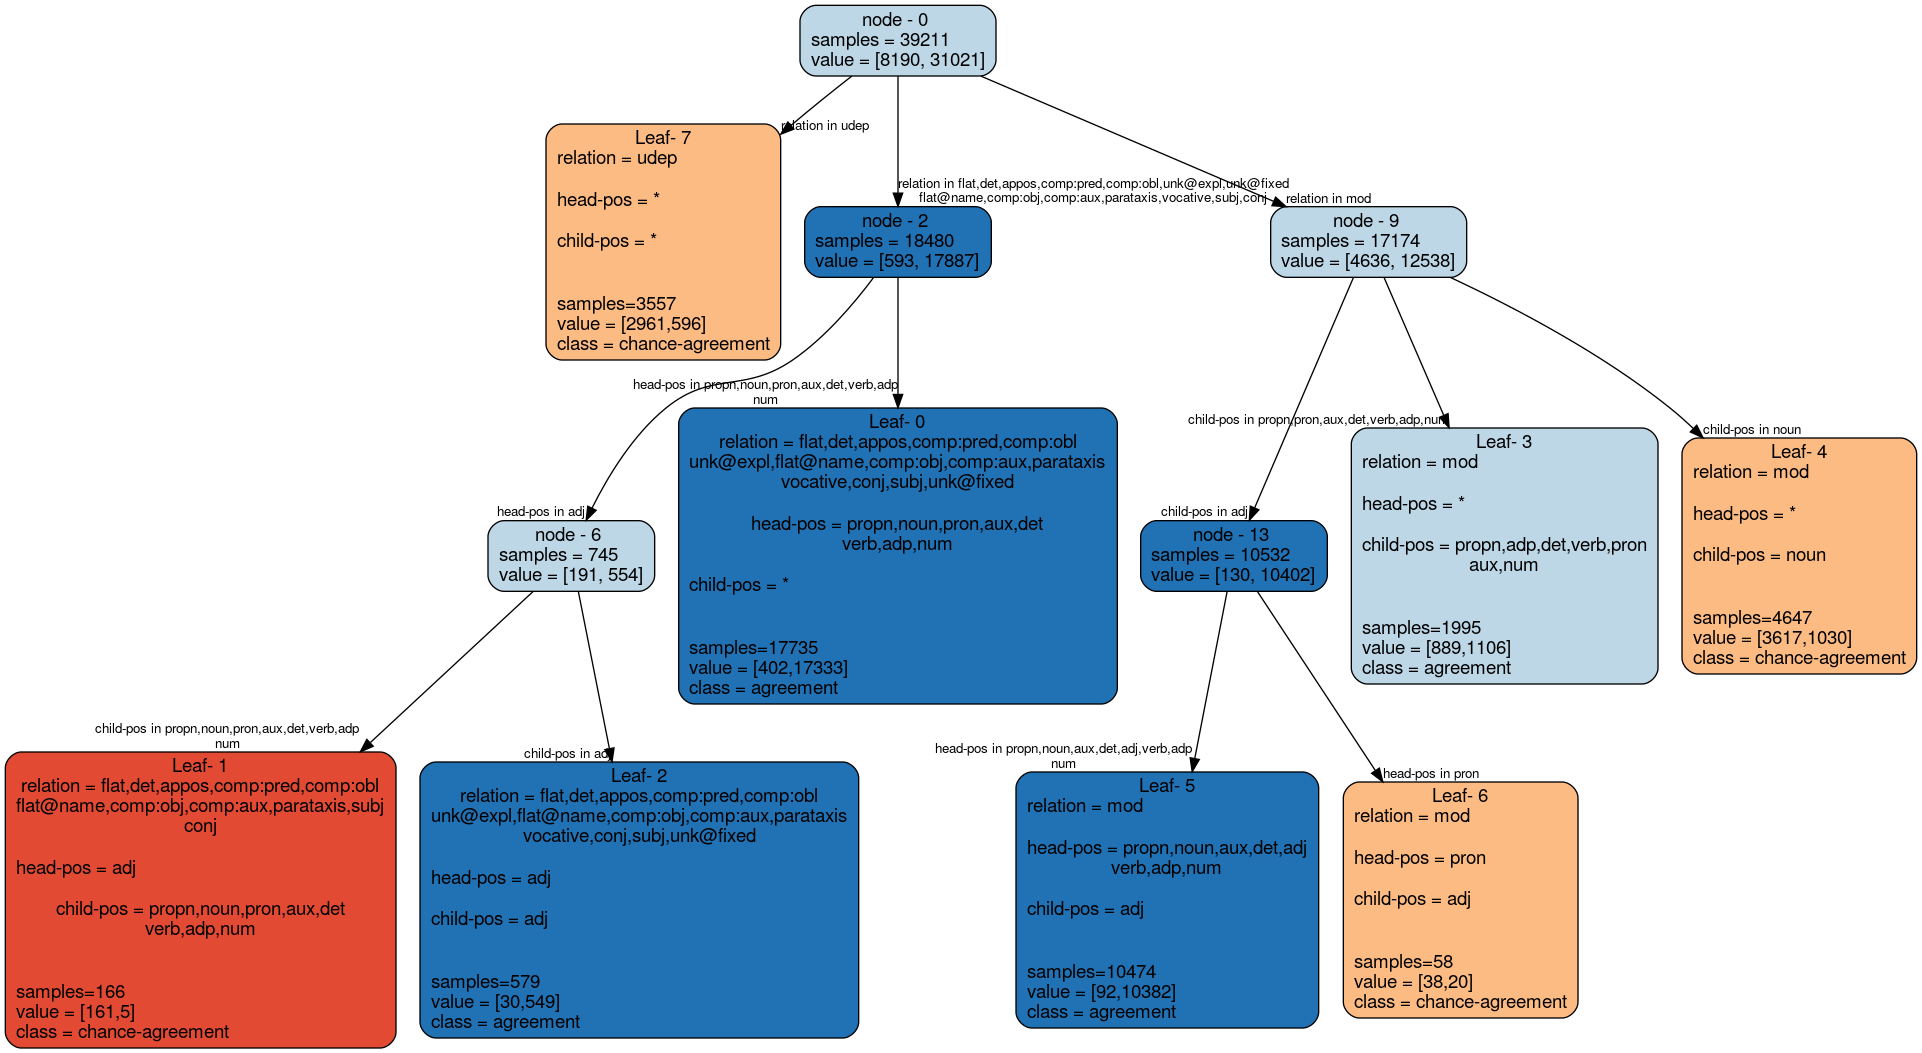 node - 0
samples = 39211
value = [8190, 31021]
relation in udep
Leaf- 7
relation = udep
head-pos = *
child-pos = *
samples=3557
value = [2961,596]
class = chance-agreement
relation in flat,det,appos,comp:pred,comp:obl,unk@expl,unk@fixed
flat@name,comp:obj,comp:aux,parataxis,vocative,subj,conj
node - 2
samples = 18480
value = [593, 17887]
relation in mod
node - 9
samples = 17174
value = [4636, 12538]
head-pos in propn,noun,pron,aux,det,verb,adp
num
Leaf- 0
relation = flat,det,appos,comp:pred,comp:obl
unk@expl,flat@name,comp:obj,comp:aux,parataxis
vocative,conj,subj,unk@fixed
head-pos = propn,noun,pron,aux,det
verb,adp,num
child-pos = *
samples=17735
value = [402,17333]
class = agreement
child-pos in propn,pron,aux,det,verb,adp,num
Leaf- 3
relation = mod
head-pos = *
child-pos = propn,adp,det,verb,pron
aux,num
samples=1995
value = [889,1106]
class = agreement
child-pos in noun
Leaf- 4
relation = mod
head-pos = *
child-pos = noun
samples=4647
value = [3617,1030]
class = chance-agreement
head-pos in adj
node - 6
samples = 745
value = [191, 554]
child-pos in adj
node - 13
samples = 10532
value = [130, 10402]
child-pos in propn,noun,pron,aux,det,verb,adp
num
Leaf- 1
relation = flat,det,appos,comp:pred,comp:obl
flat@name,comp:obj,comp:aux,parataxis,subj
conj
head-pos = adj
child-pos = propn,noun,pron,aux,det
verb,adp,num
samples=166
value = [161,5]
class = chance-agreement
child-pos in adj
Leaf- 2
relation = flat,det,appos,comp:pred,comp:obl
unk@expl,flat@name,comp:obj,comp:aux,parataxis
vocative,conj,subj,unk@fixed
head-pos = adj
child-pos = adj
samples=579
value = [30,549]
class = agreement
head-pos in propn,noun,aux,det,adj,verb,adp
num
Leaf- 5
relation = mod
head-pos = propn,noun,aux,det,adj
verb,adp,num
child-pos = adj
samples=10474
value = [92,10382]
class = agreement
head-pos in pron
Leaf- 6
relation = mod
head-pos = pron
child-pos = adj
samples=58
value = [38,20]
class = chance-agreement